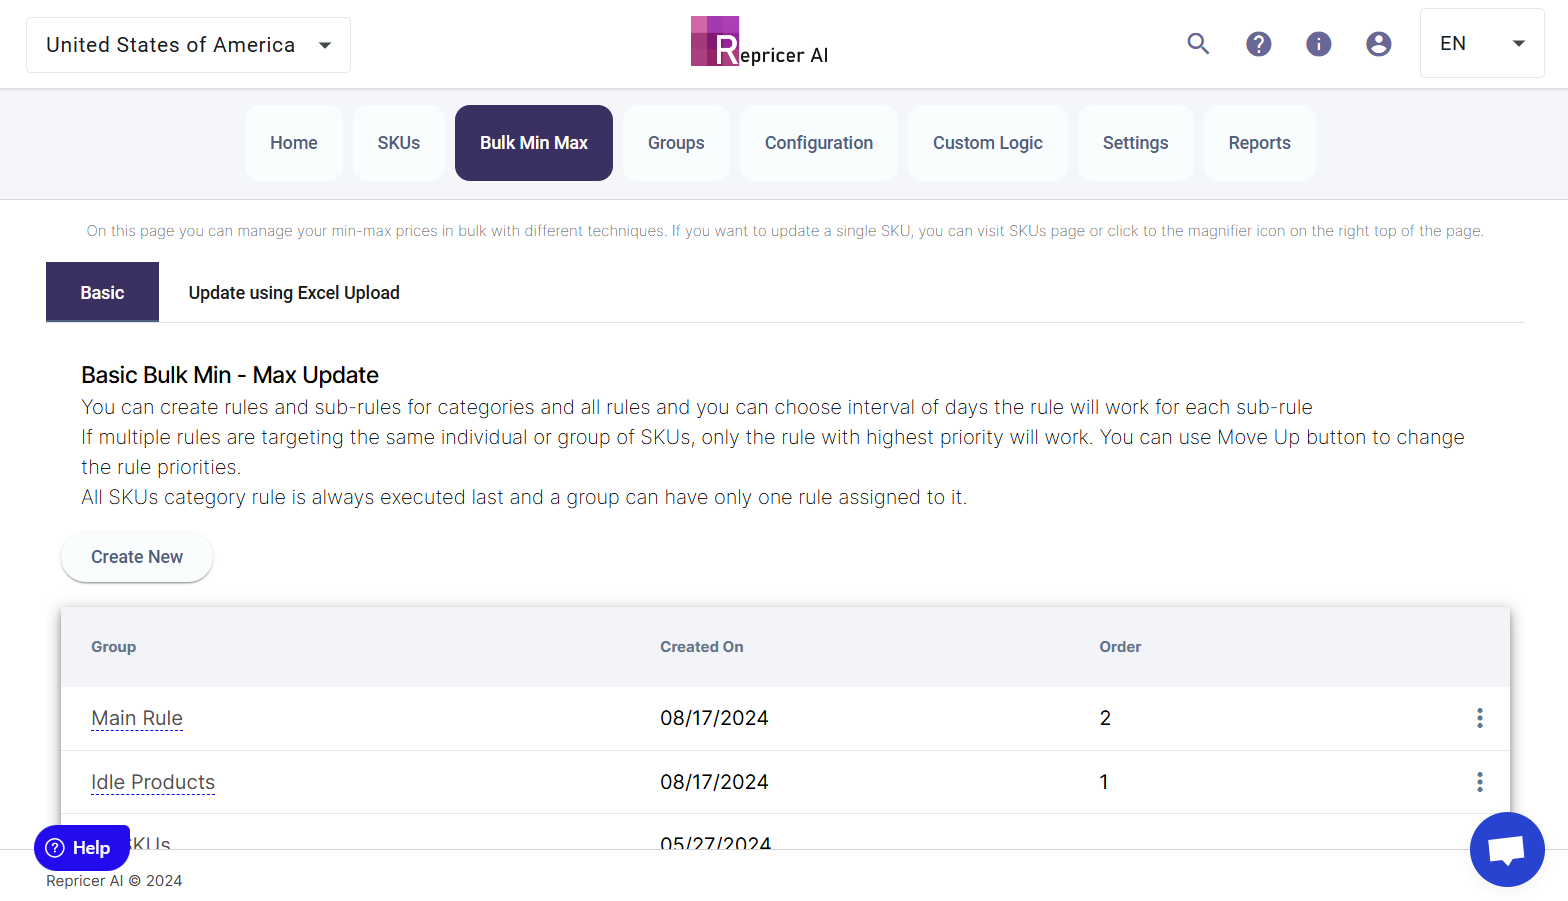 United States of America
Repricer AI
EN
Home
SKUs
Bulk Min Max
Groups
Configuration
Custom Logic
Settings
Reports
On this page you can manage your min-max prices in bulk with different techniques. If you want to update a single SKU, you can visit SKUs page or click to the magnifier icon on the right top of the page.
Basic
Update using Excel Upload
Basic Bulk Min - Max Update
You can create rules and sub-rules for categories and all rules and you can choose interval of days the rule will work for each sub-rule
If multiple rules are targeting the same individual or group of SKUs, only the rule with highest priority will work. You can use Move Up button to change
the rule priorities.
All SKUs category rule is always executed last and a group can have only one rule assigned to it.
Create New
Group Created On Order
Main Rule 08/17/2024 2
Idle Products 08/17/2024 1
SKUs 05/27/2024
Help
Repricer AI © 2024